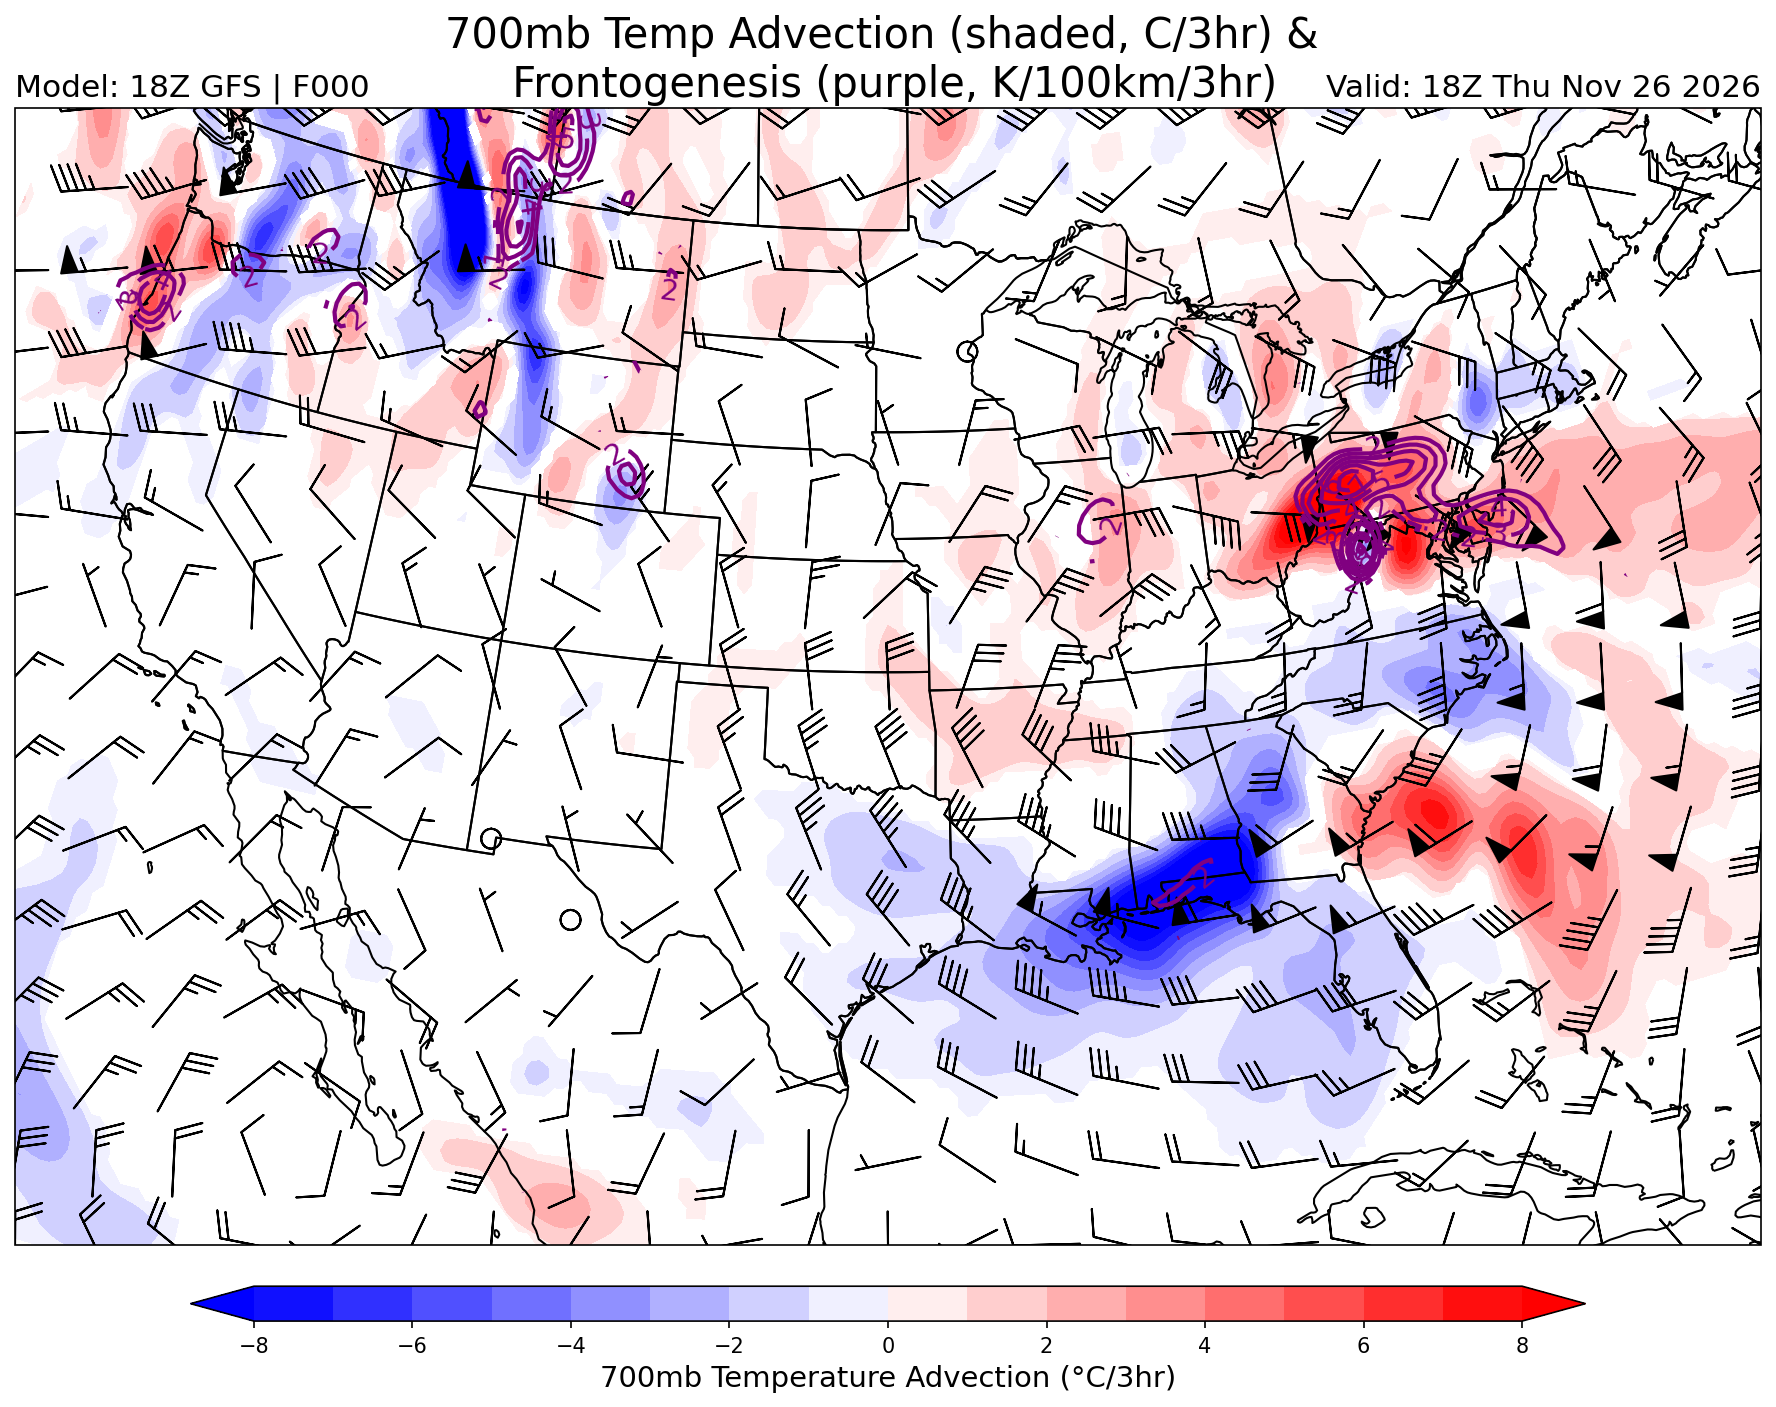 700mb Temp Advection (shaded, C/3hr) &
Model: 18Z GFS | F000
Frontogenesis (purple, K/100km/3hr)
Valid: 18Z Thu Nov 26 2026
−8 −6 −4 −2 0 2 4 6 8
700mb Temperature Advection (°C/3hr)